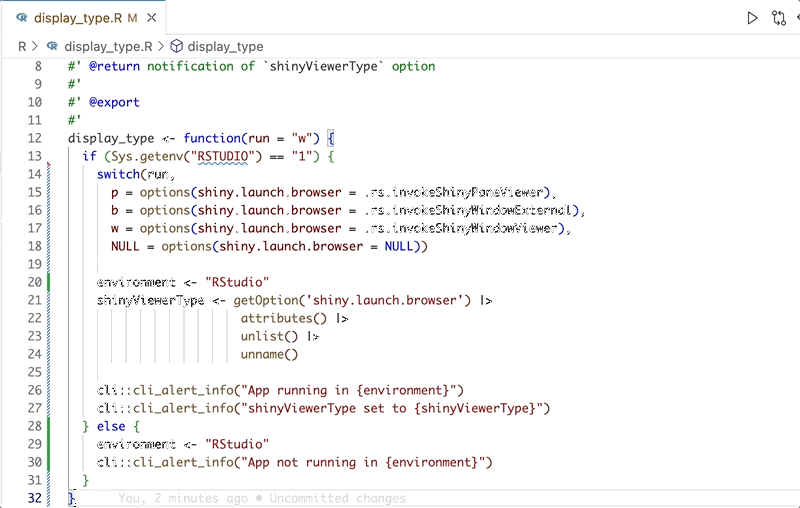 display_type.R M
R > display_type.R > display_type
8 #' @return notification of `shinyViewerType` option
9 #'
10 #' @export
11 #'
12 display_type <- function(run = "w") {
13 if (Sys.getenv("RSTUDIO") == "1") {
14 switch(run,
15 p = options(shiny.launch.browser = .rs.invokeShinyPaneViewer),
16 b = options(shiny.launch.browser = .rs.invokeShinyWindowExternal),
17 w = options(shiny.launch.browser = .rs.invokeShinyWindowViewer),
18 NULL = options(shiny.launch.browser = NULL))
19
20 environment <- "RStudio"
21 shinyViewerType <- getOption('shiny.launch.browser') |>
22 attributes() |>
23 unlist() |>
24 unname()
25
26 cli::cli_alert_info("App running in {environment}")
27 cli::cli_alert_info("shinyViewerType set to {shinyViewerType}")
28 } else {
29 environment <- "RStudio"
30 cli::cli_alert_info("App not running in {environment}")
31 }
32 } You, 2 minutes ago • Uncommitted changes